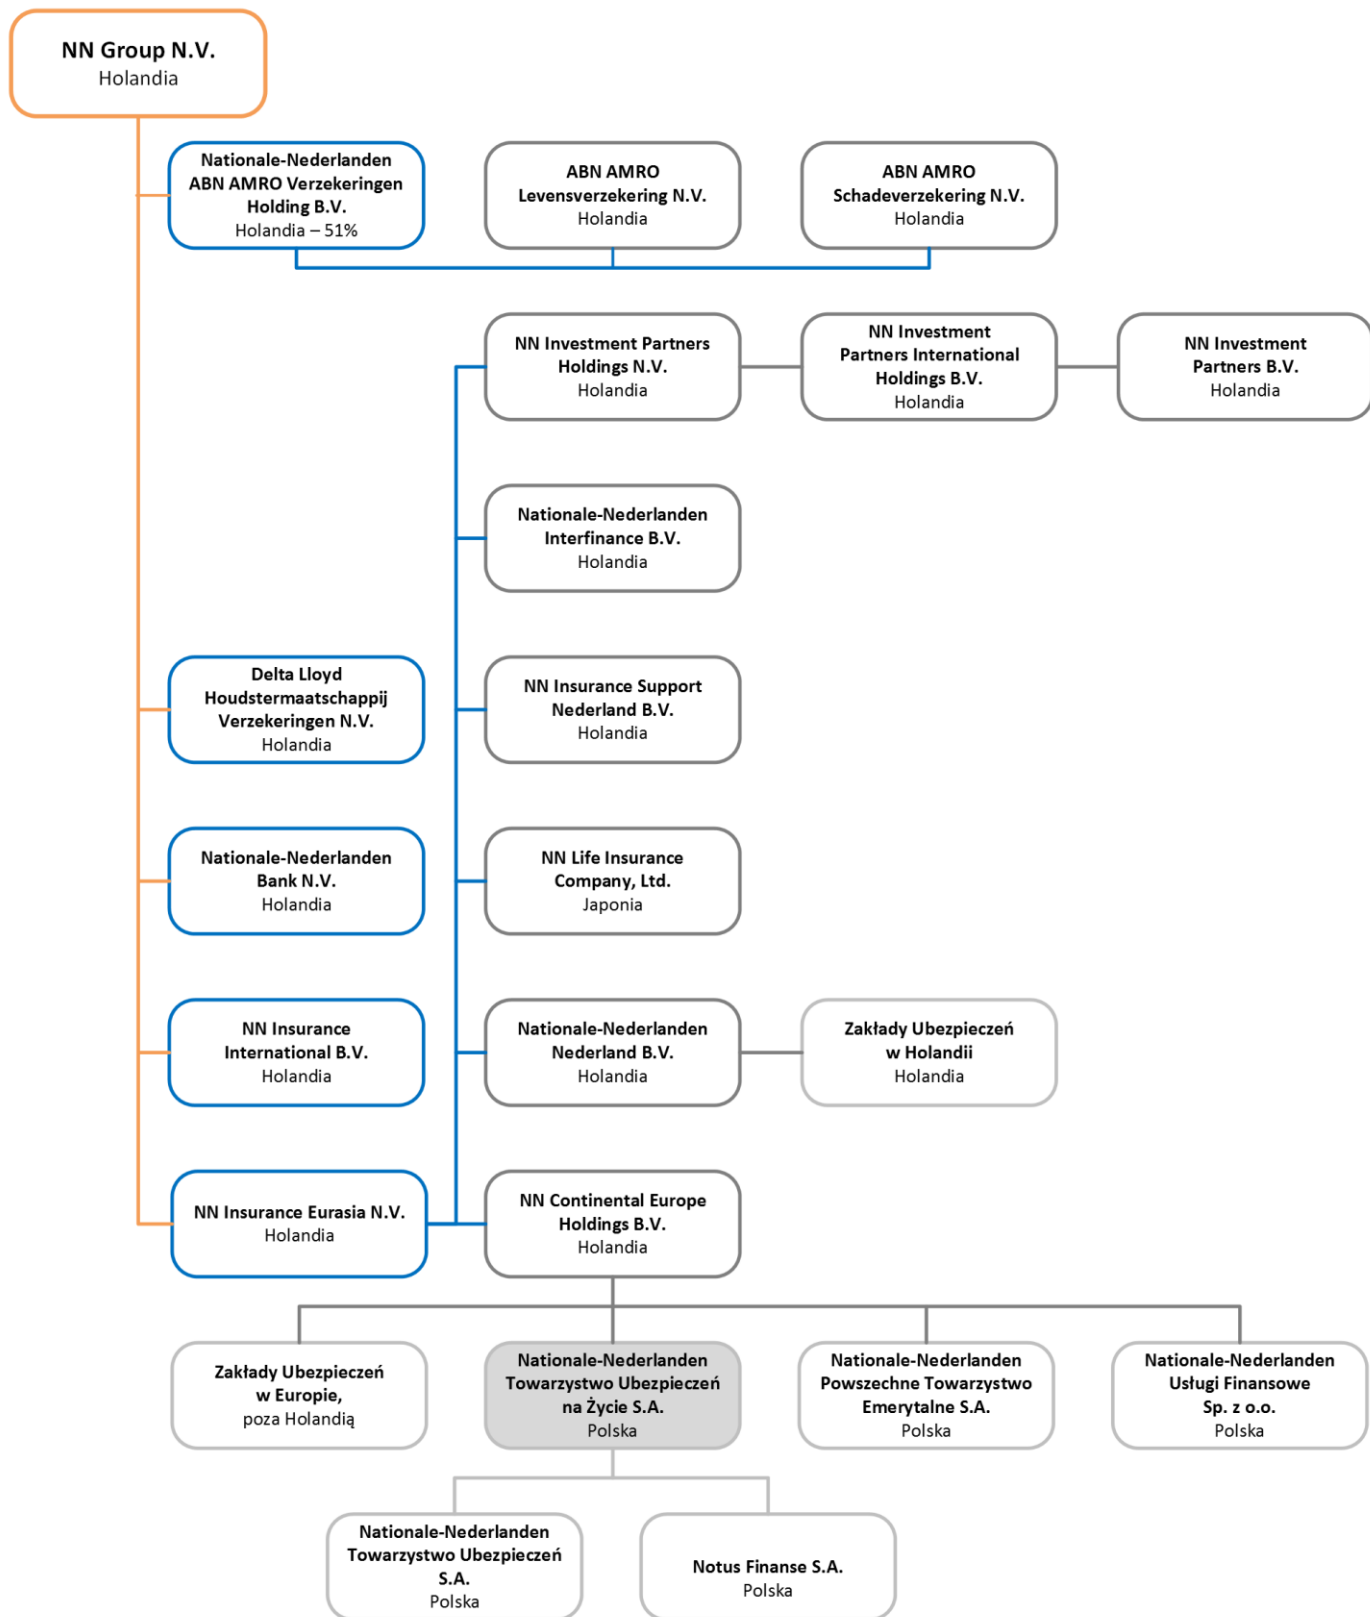 NN Group N.V.
Holandia
Nationale-Nederlanden
ABN AMRO Verzekeringen
Holding B.V.
Holandia – 51%
ABN AMRO
Levensverzekering N.V.
Holandia
ABN AMRO
Schadeverzekering N.V.
Holandia
NN Investment Partners
Holdings N.V.
Holandia
NN Investment
Partners International
Holdings B.V.
Holandia
NN Investment
Partners B.V.
Holandia
Nationale-Nederlanden
Interfinance B.V.
Holandia
Delta Lloyd
Houdstermaatschappij
Verzekeringen N.V.
Holandia
NN Insurance Support
Nederland B.V.
Holandia
Nationale-Nederlanden
Bank N.V.
Holandia
NN Life Insurance
Company, Ltd.
Japonia
NN Insurance
International B.V.
Holandia
Nationale-Nederlanden
Nederland B.V.
Holandia
Zakłady Ubezpieczeń
w Holandii
Holandia
NN Insurance Eurasia N.V.
Holandia
NN Continental Europe
Holdings B.V.
Holandia
Zakłady Ubezpieczeń
w Europie,
poza Holandią
Nationale-Nederlanden
Towarzystwo Ubezpieczeń
na Życie S.A.
Polska
Nationale-Nederlanden
Powszechne Towarzystwo
Emerytalne S.A.
Polska
Nationale-Nederlanden
Usługi Finansowe
Sp. z o.o.
Polska
Nationale-Nederlanden
Towarzystwo Ubezpieczeń
S.A.
Polska
Notus Finanse S.A.
Polska